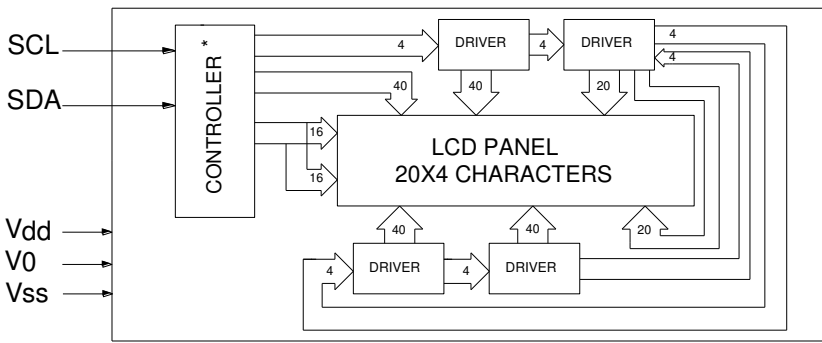 SCL
SDA
Vdd
V0
Vss
CONTROLLER *
4
DRIVER
4
DRIVER
4
4
40
40
20
16
16
LCD PANEL
20X4 CHARACTERS
40
40
20
4
DRIVER
4
DRIVER